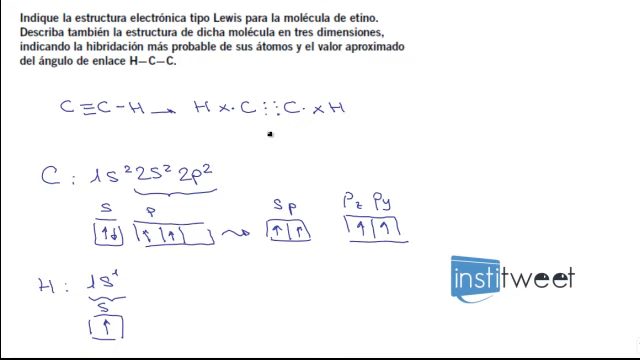 Indique la estructura electrónica tipo Lewis para la molécula de etino.
Describa también la estructura de dicha molécula en tres dimensiones,
indicando la hibridación más probable de sus átomos y el valor aproximado
del ángulo de enlace H—C—C.
C≡C-H → H x· C ⋮⋮ C · x H
C : 1s² 2s² 2p²
s p sp Pz Py
↑↓ ↑ ↑ ↝ ↑ ↑ ↑ ↑
H : 1s¹
s
↑
institweet